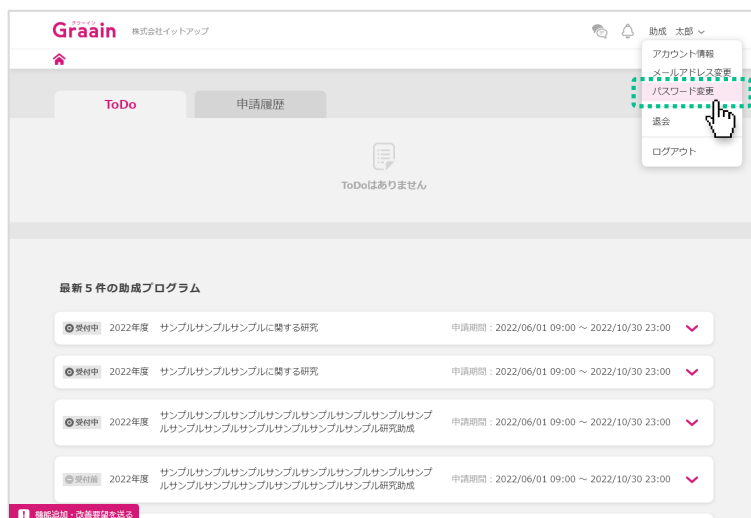 グラーイン
Graain 株式会社イットアップ 助成 太郎
アカウント情報
メールアドレス変更
パスワード変更
退会
ログアウト
ToDo 申請履歴
ToDoはありません
最新5件の助成プログラム
受付中 2022年度 サンプルサンプルサンプルに関する研究 申請期間：2022/06/01 09:00 ～ 2022/10/30 23:00
受付中 2022年度 サンプルサンプルサンプルに関する研究 申請期間：2022/06/01 09:00 ～ 2022/10/30 23:00
受付中 2022年度 サンプルサンプルサンプルサンプルサンプルサンプルサンプルサンプ
ルサンプルサンプルサンプルサンプルサンプルサンプル研究助成 申請期間：2022/06/01 09:00 ～ 2022/10/30 23:00
受付前 2022年度 サンプルサンプルサンプルサンプルサンプルサンプルサンプルサンプ
ルサンプルサンプルサンプルサンプルサンプルサンプル研究助成 申請期間：2022/06/01 09:00 ～ 2022/10/30 23:00
機能追加・改善要望を送る